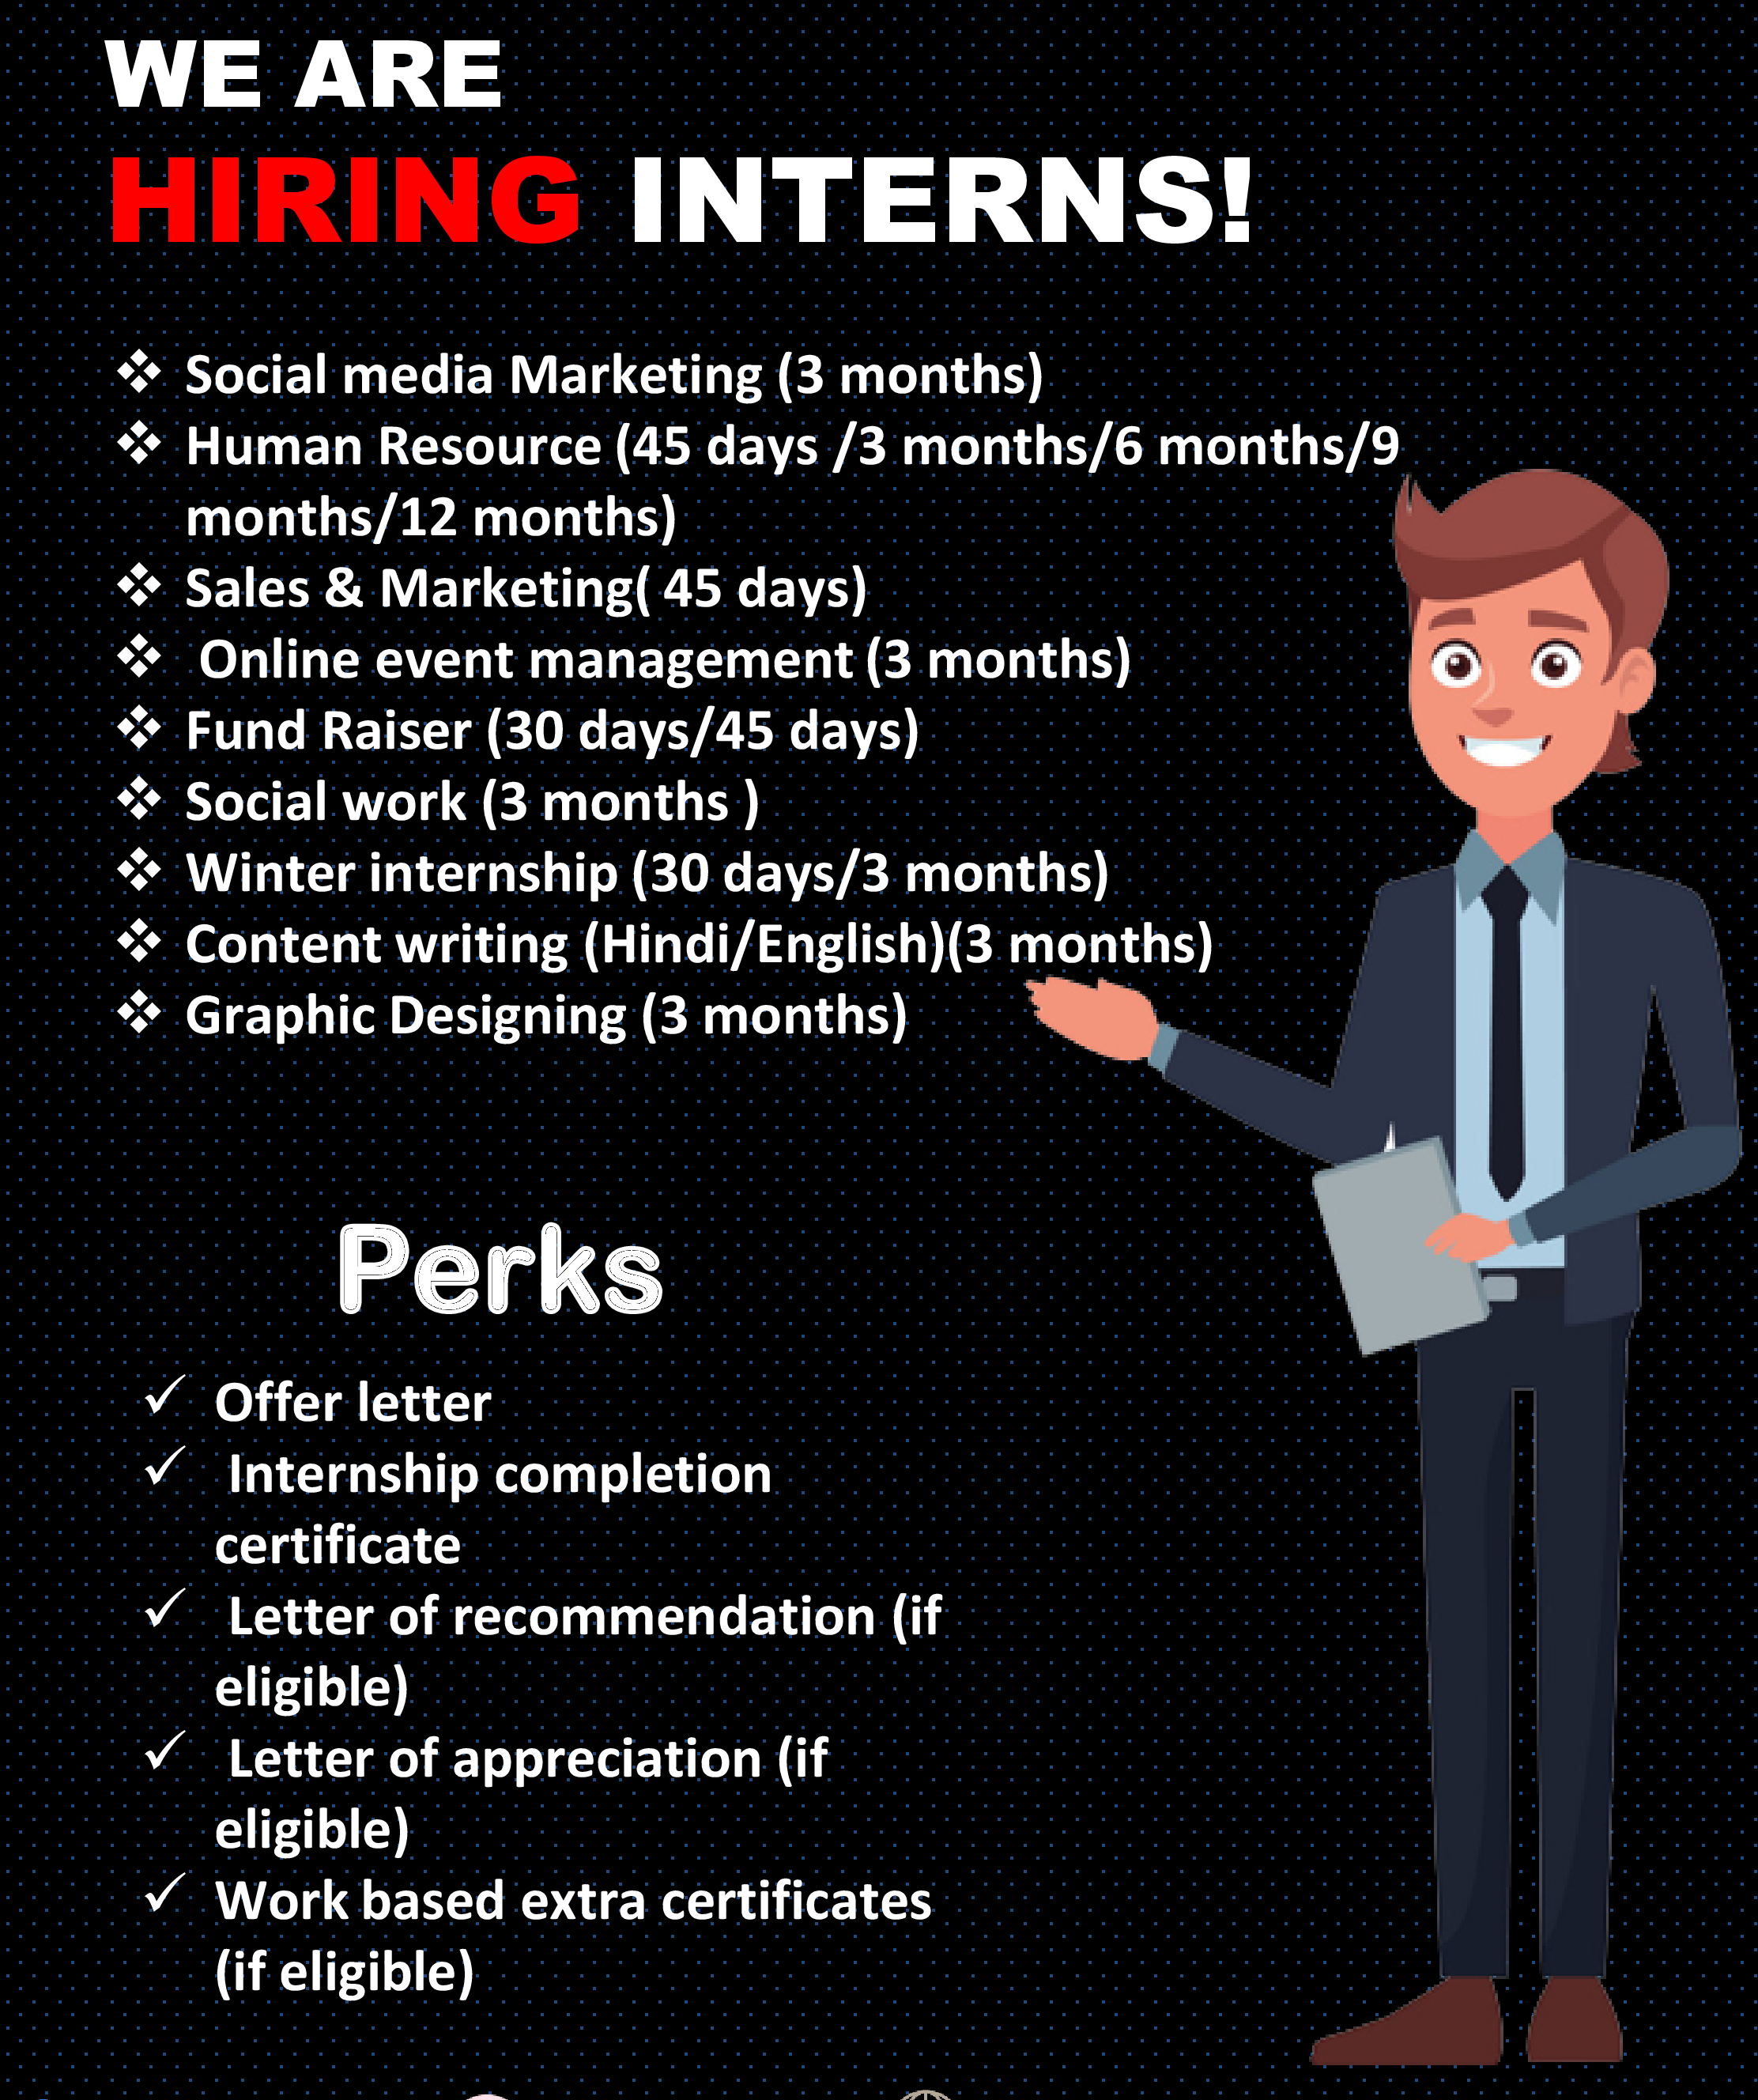 WE ARE
HIRING INTERNS!
❖ Social media Marketing (3 months)
❖ Human Resource (45 days /3 months/6 months/9
months/12 months)
❖ Sales & Marketing( 45 days)
❖ Online event management (3 months)
❖ Fund Raiser (30 days/45 days)
❖ Social work (3 months )
❖ Winter internship (30 days/3 months)
❖ Content writing (Hindi/English)(3 months)
❖ Graphic Designing (3 months)
Perks
✓ Offer letter
✓ Internship completion
certificate
✓ Letter of recommendation (if
eligible)
✓ Letter of appreciation (if
eligible)
✓ Work based extra certificates
(if eligible)